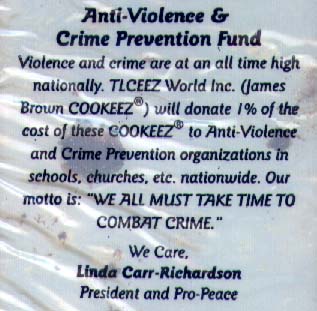 Anti-Violence &
Crime Prevention Fund
Violence and crime are at an all time high
nationally. TLCEEZ World Inc. (James
Brown COOKEEZ®) will donate 1% of the
cost of these COOKEEZ® to Anti-Violence
and Crime Prevention organizations in
schools, churches, etc. nationwide. Our
motto is: "WE ALL MUST TAKE TIME TO
COMBAT CRIME."
We Care,
Linda Carr-Richardson
President and Pro-Peace